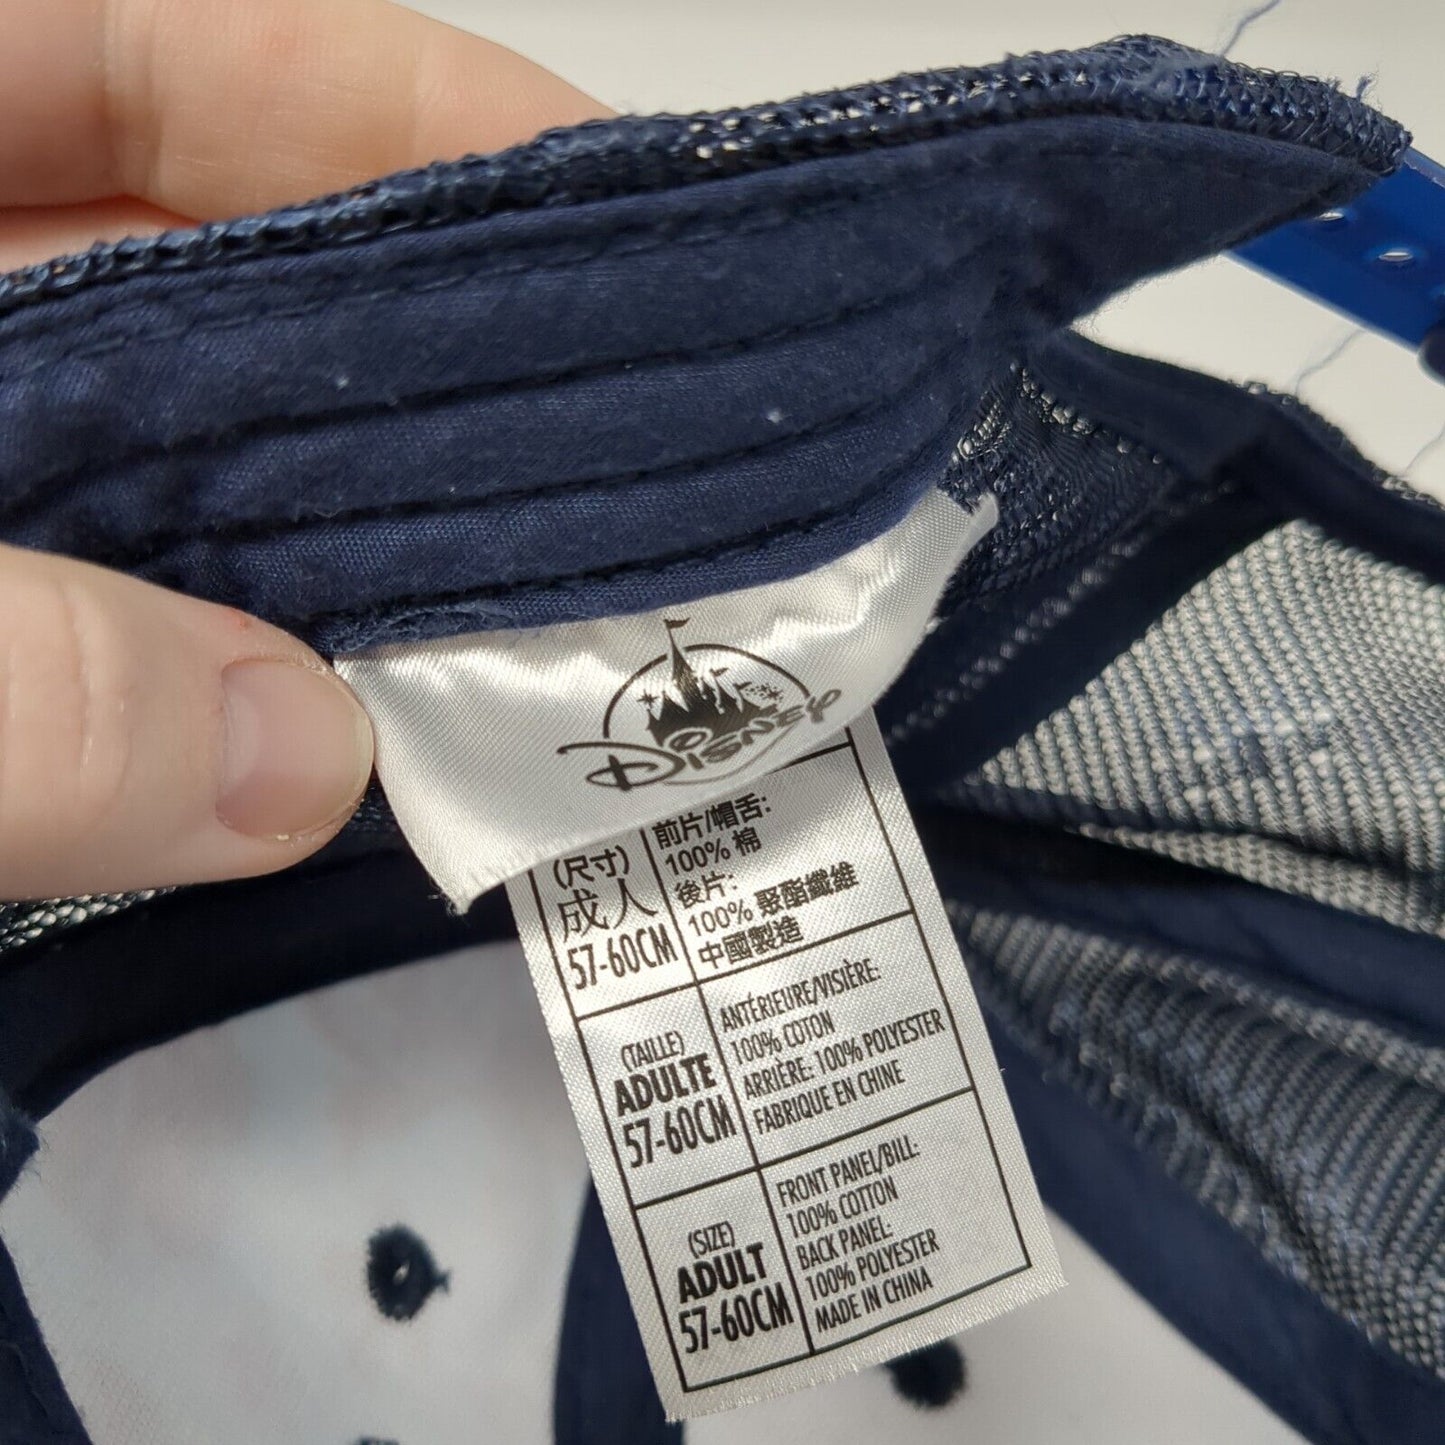 Disney
(尺寸)
成人
57-60CM
前片/帽舌:
100% 棉
後片:
100% 聚酯纖維
中國製造
(TAILLE)
ADULTE
57-60CM
ANTÉRIEURE/VISIÈRE:
100% COTON
ARRIÈRE: 100% POLYESTER
FABRIQUE EN CHINE
(SIZE)
ADULT
57-60CM
FRONT PANEL/BILL:
100% COTTON
BACK PANEL:
100% POLYESTER
MADE IN CHINA